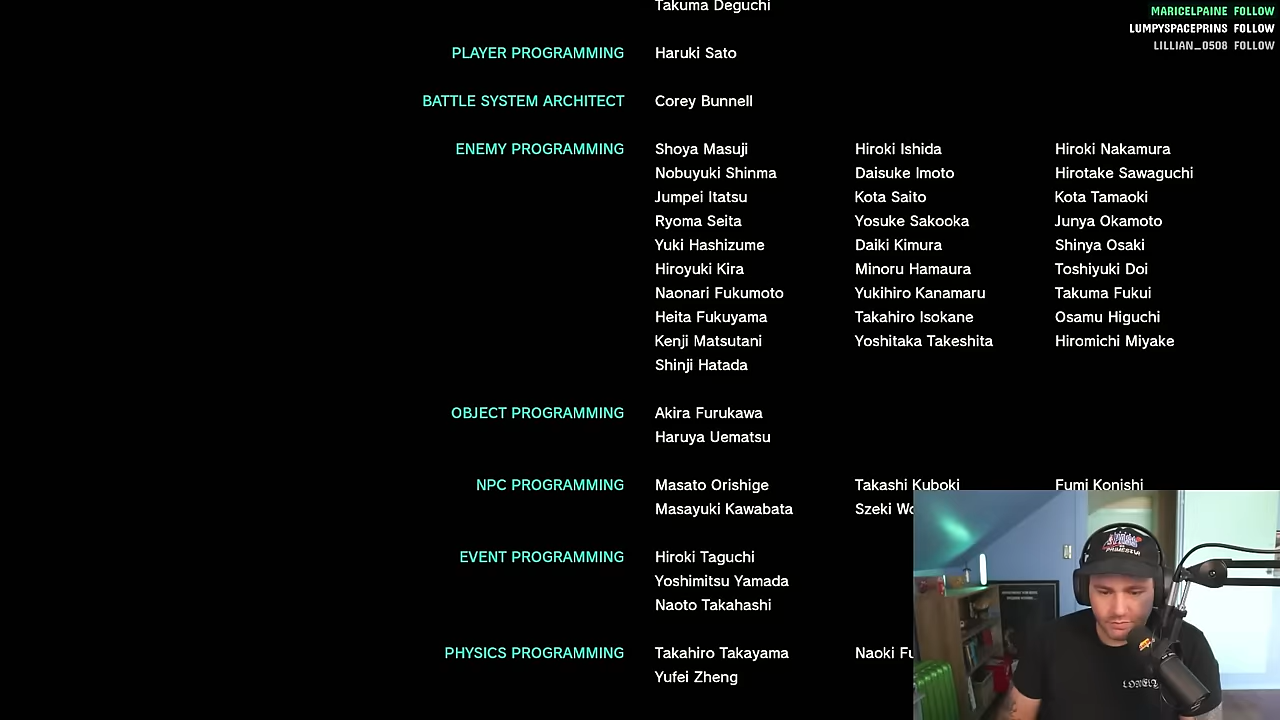 Takuma Deguchi
MARICELPAINE FOLLOW
LUMPYSPACEPRINS FOLLOW
LILLIAN_0508 FOLLOW
PLAYER PROGRAMMING Haruki Sato
BATTLE SYSTEM ARCHITECT Corey Bunnell
ENEMY PROGRAMMING Shoya Masuji Hiroki Ishida Hiroki Nakamura
Nobuyuki Shinma Daisuke Imoto Hirotake Sawaguchi
Jumpei Itatsu Kota Saito Kota Tamaoki
Ryoma Seita Yosuke Sakooka Junya Okamoto
Yuki Hashizume Daiki Kimura Shinya Osaki
Hiroyuki Kira Minoru Hamaura Toshiyuki Doi
Naonari Fukumoto Yukihiro Kanamaru Takuma Fukui
Heita Fukuyama Takahiro Isokane Osamu Higuchi
Kenji Matsutani Yoshitaka Takeshita Hiromichi Miyake
Shinji Hatada
OBJECT PROGRAMMING Akira Furukawa
Haruya Uematsu
NPC PROGRAMMING Masato Orishige Takashi Kuboki Fumi Konishi
Masayuki Kawabata Szeki
EVENT PROGRAMMING Hiroki Taguchi
Yoshimitsu Yamada
Naoto Takahashi
PHYSICS PROGRAMMING Takahiro Takayama Naoki
Yufei Zheng